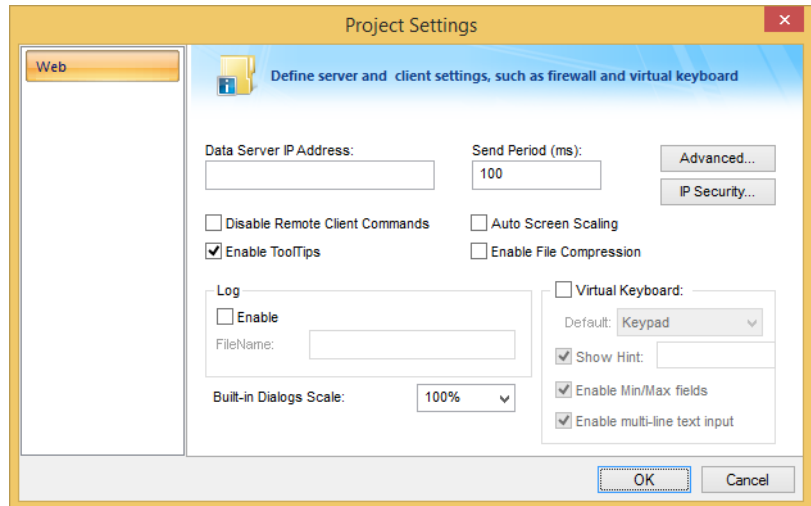 Project Settings
x
Web
Define server and client settings, such as firewall and virtual keyboard
Data Server IP Address:
Send Period (ms):
100
Advanced...
IP Security...
Disable Remote Client Commands
Auto Screen Scaling
Enable ToolTips
Enable File Compression
Log
Enable
FileName:
Virtual Keyboard:
Default: Keypad
Show Hint:
Enable Min/Max fields
Enable multi-line text input
Built-in Dialogs Scale: 100%
OK
Cancel